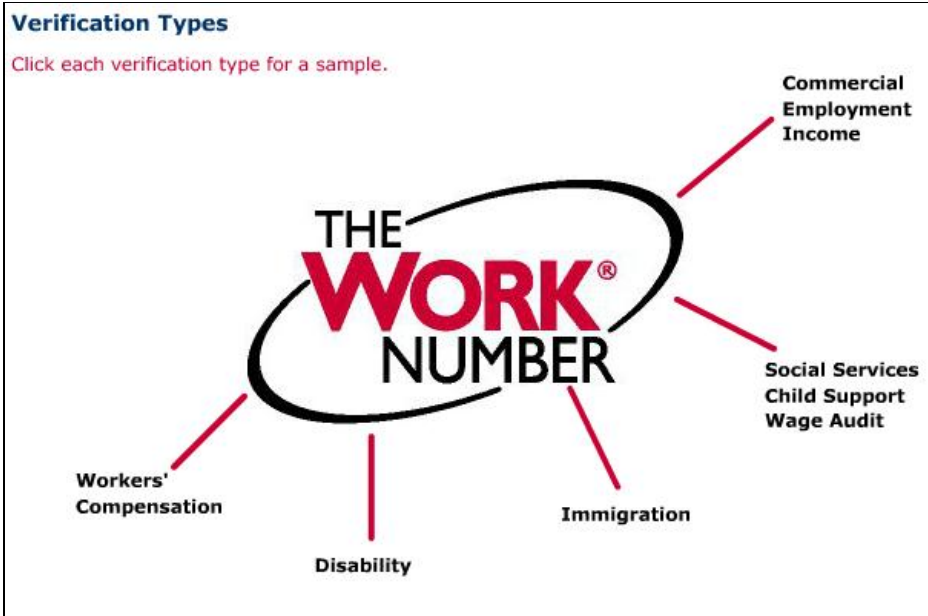 Verification Types
Click each verification type for a sample.
Commercial
Employment
Income
THE
WORK®
NUMBER
Social Services
Child Support
Wage Audit
Workers'
Compensation
Immigration
Disability